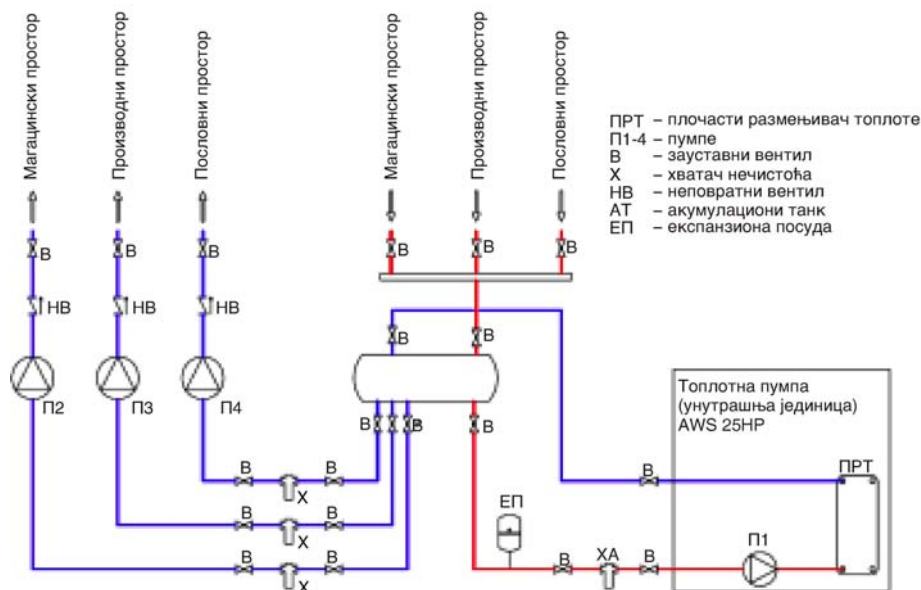 Магацински простор
Производни простор
Пословни простор
Магацински простор
Производни простор
Пословни простор
ПРТ – плочасти размењивач топлоте
П1-4 – пумпе
В – зауставни вентил
Х – хватач нечистоћа
НВ – неповратни вентил
АТ – акумулациони танк
ЕП – експанзиона посуда
В
В
В
В
В
В
НВ
НВ
НВ
В
В
П2
П3
П4
Топлотна пумпа
(унутрашња јединица)
AWS 25HP
В
В
В
В
В
Х
В
ПРТ
ЕП
В
В
Х
П1
В
ХА
В
В
В
Х